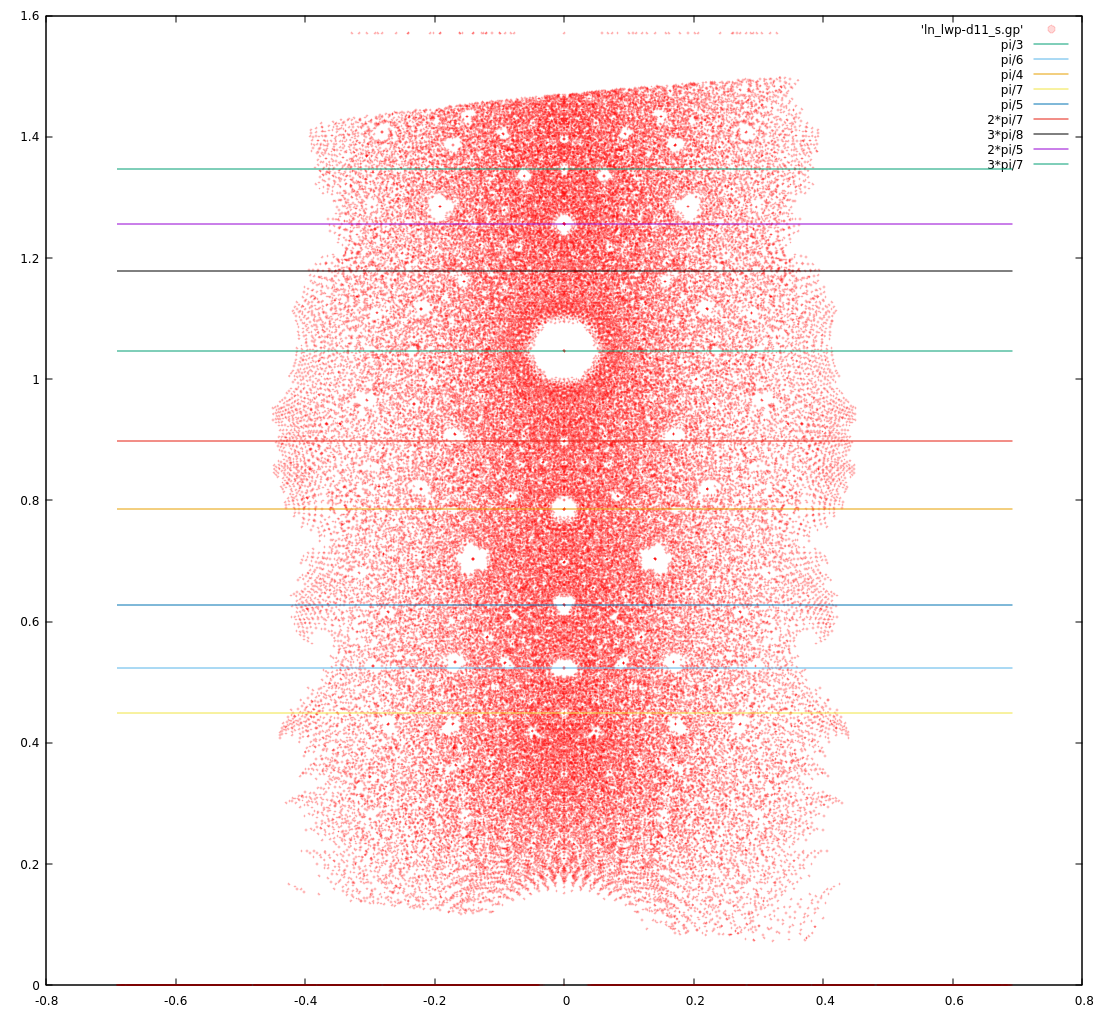 1.6
'ln_lwp-d11_s.gp'
pi/3
pi/6
pi/4
pi/7
pi/5
2*pi/7
3*pi/8
2*pi/5
3*pi/7
1.4
1.2
1
0.8
0.6
0.4
0.2
0
-0.8 -0.6 -0.4 -0.2 0 0.2 0.4 0.6 0.8